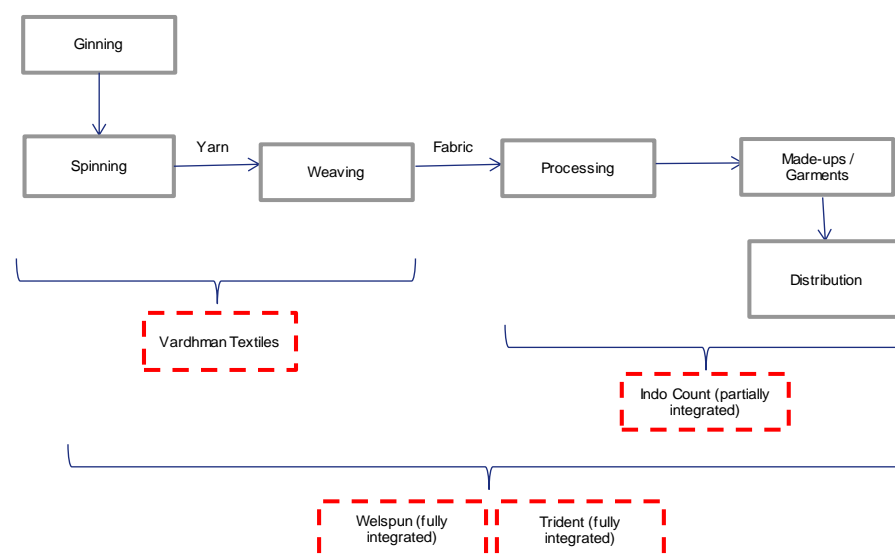 Ginning
Spinning
Yarn
Weaving
Fabric
Processing
Made-ups /
Garments
Distribution
Vardhman Textiles
Indo Count (partially
integrated)
Welspun (fully
integrated)
Trident (fully
integrated)